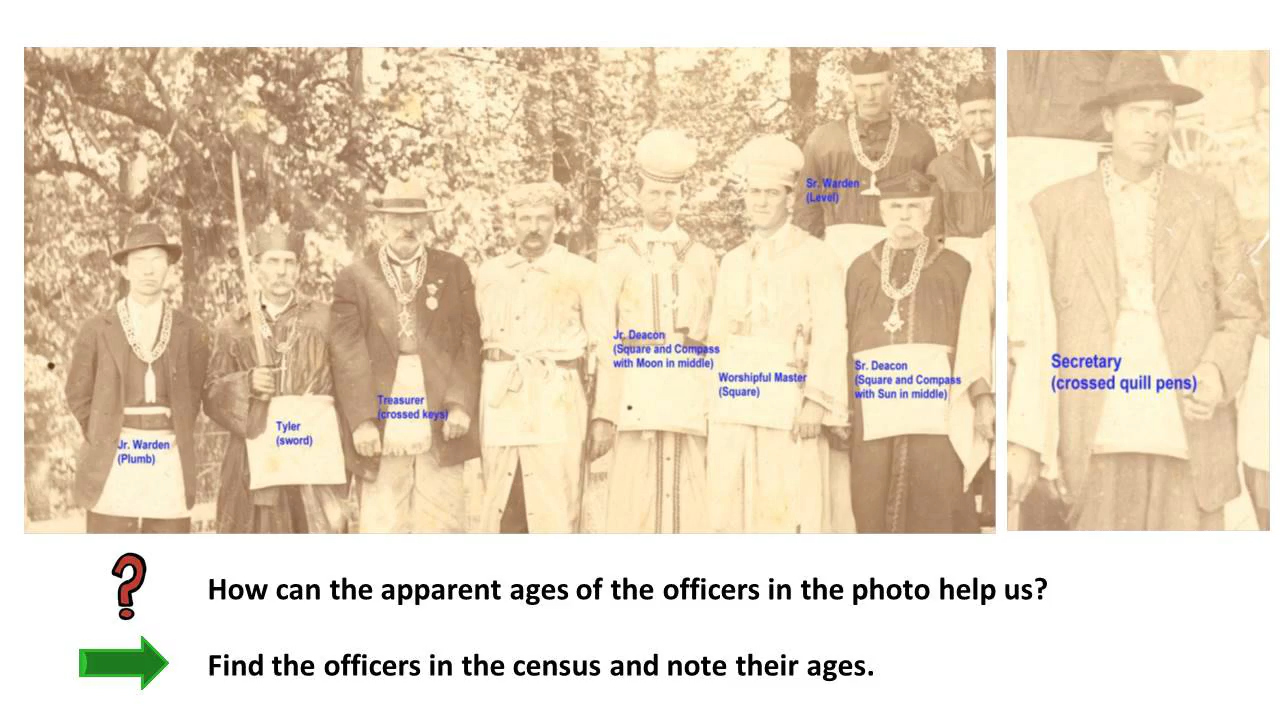 Jr. Warden
(Plumb)
Tyler
(sword)
Treasurer
(crossed keys)
Jr. Deacon
(Square and Compass
with Moon in middle)
Worshipful Master
(Square)
Sr. Warden
(Level)
Sr. Deacon
(Square and Compass
with Sun in middle)
Secretary
(crossed quill pens)
? How can the apparent ages of the officers in the photo help us?
Find the officers in the census and note their ages.